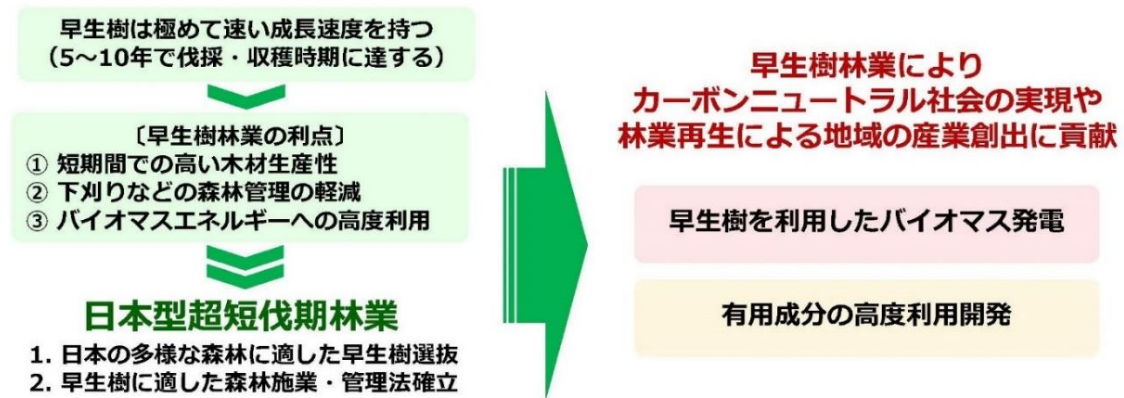 早生樹は極めて速い成長速度を持つ
（5～10年で伐採・収穫時期に達する）
〔早生樹林業の利点〕
① 短期間での高い木材生産性
② 下刈りなどの森林管理の軽減
③ バイオマスエネルギーへの高度利用
日本型超短伐期林業
1. 日本の多様な森林に適した早生樹選抜
2. 早生樹に適した森林施業・管理法確立
早生樹林業により
カーボンニュートラル社会の実現や
林業再生による地域の産業創出に貢献
早生樹を利用したバイオマス発電
有用成分の高度利用開発